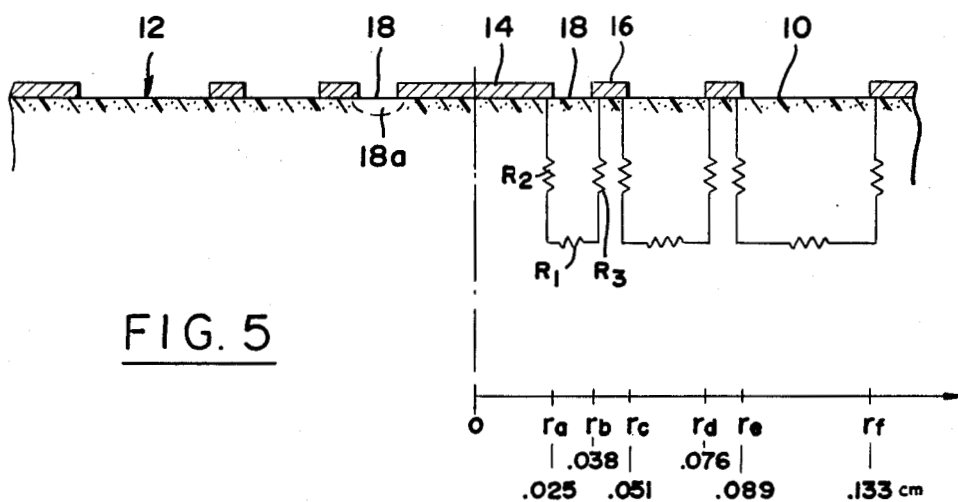 12 18 14 18 16 10
18a
R2
R1 R3
FIG. 5
0 ra rb rc rd re rf
.038 .076
.025 .051 .089 .133 cm